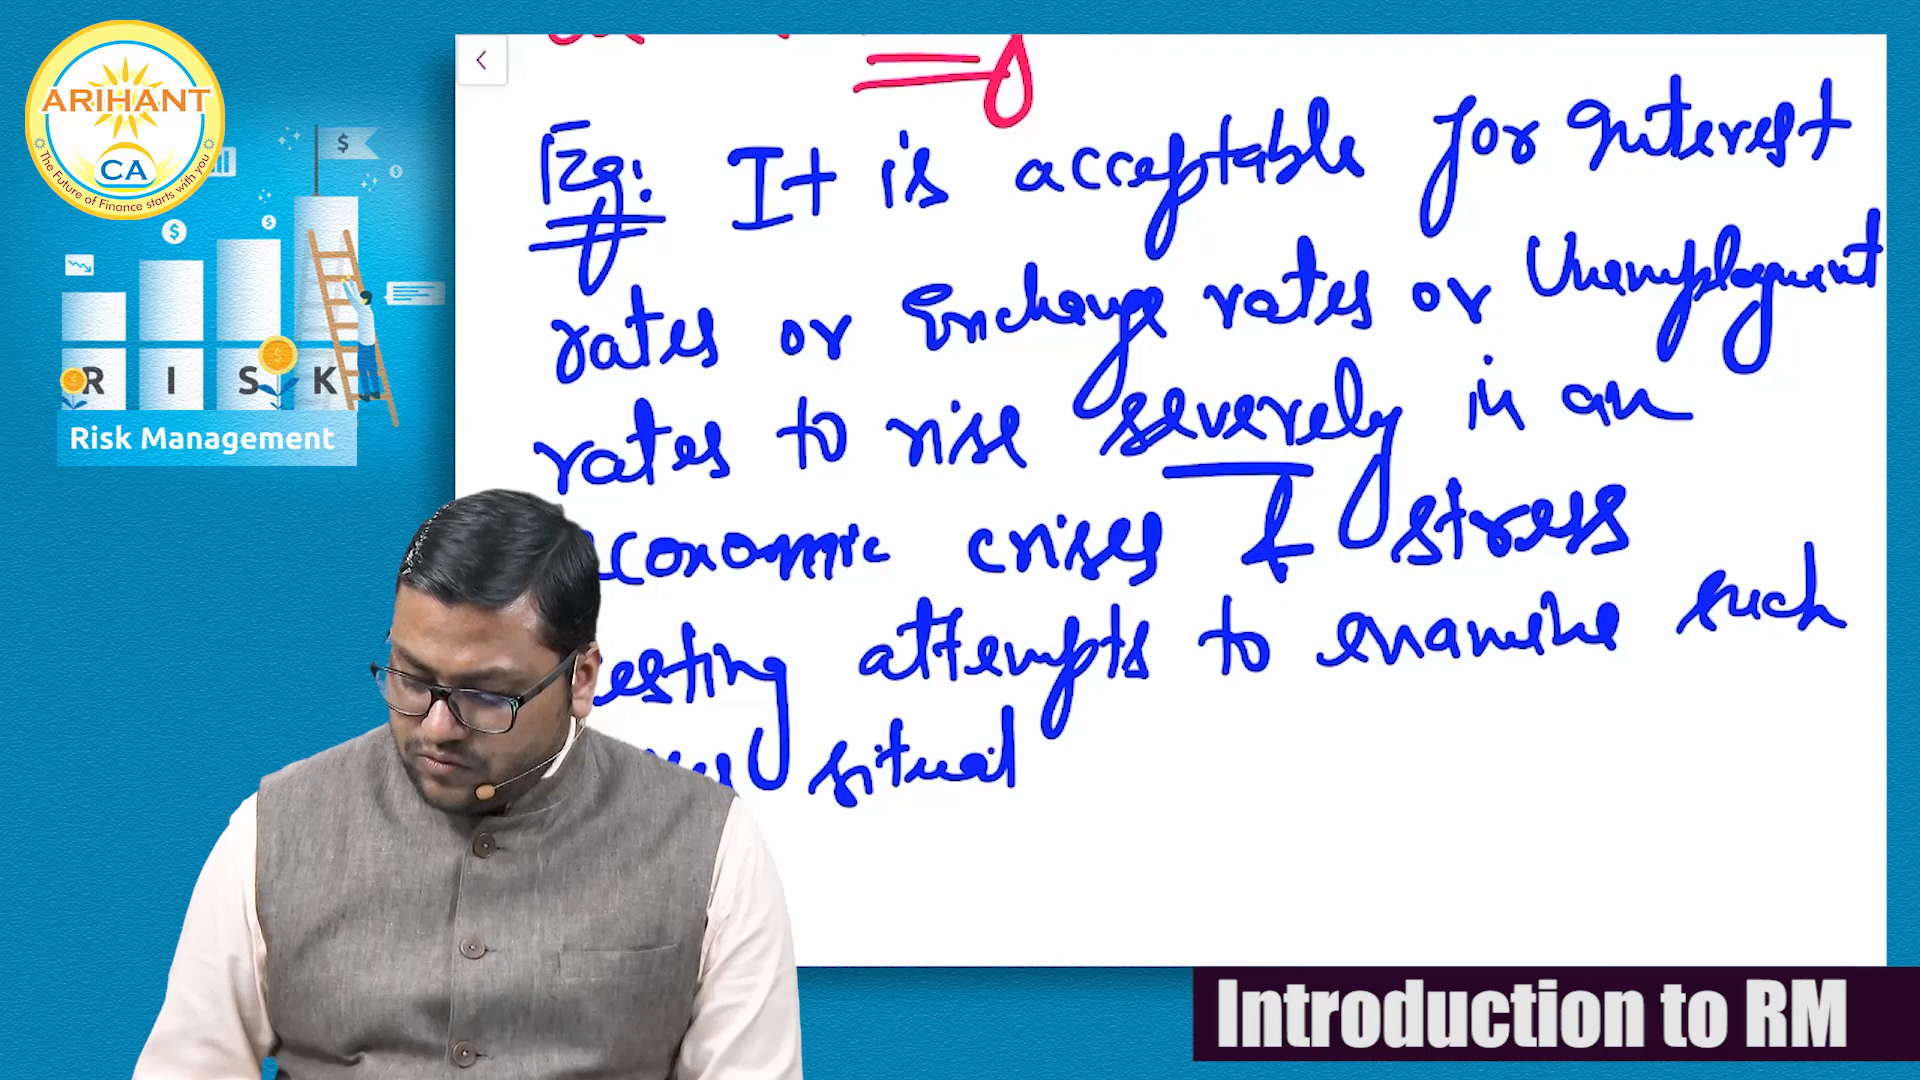 ARIHANT
CA
The Future of Finance starts with you
$
$
$
$
R I S K
Risk Management
Eg: It is acceptable for Interest
rates or Exchange rates or Unemployment
rates to rise severely in an
economic crises & stress
esting attempts to examine such
situati
Introduction to RM